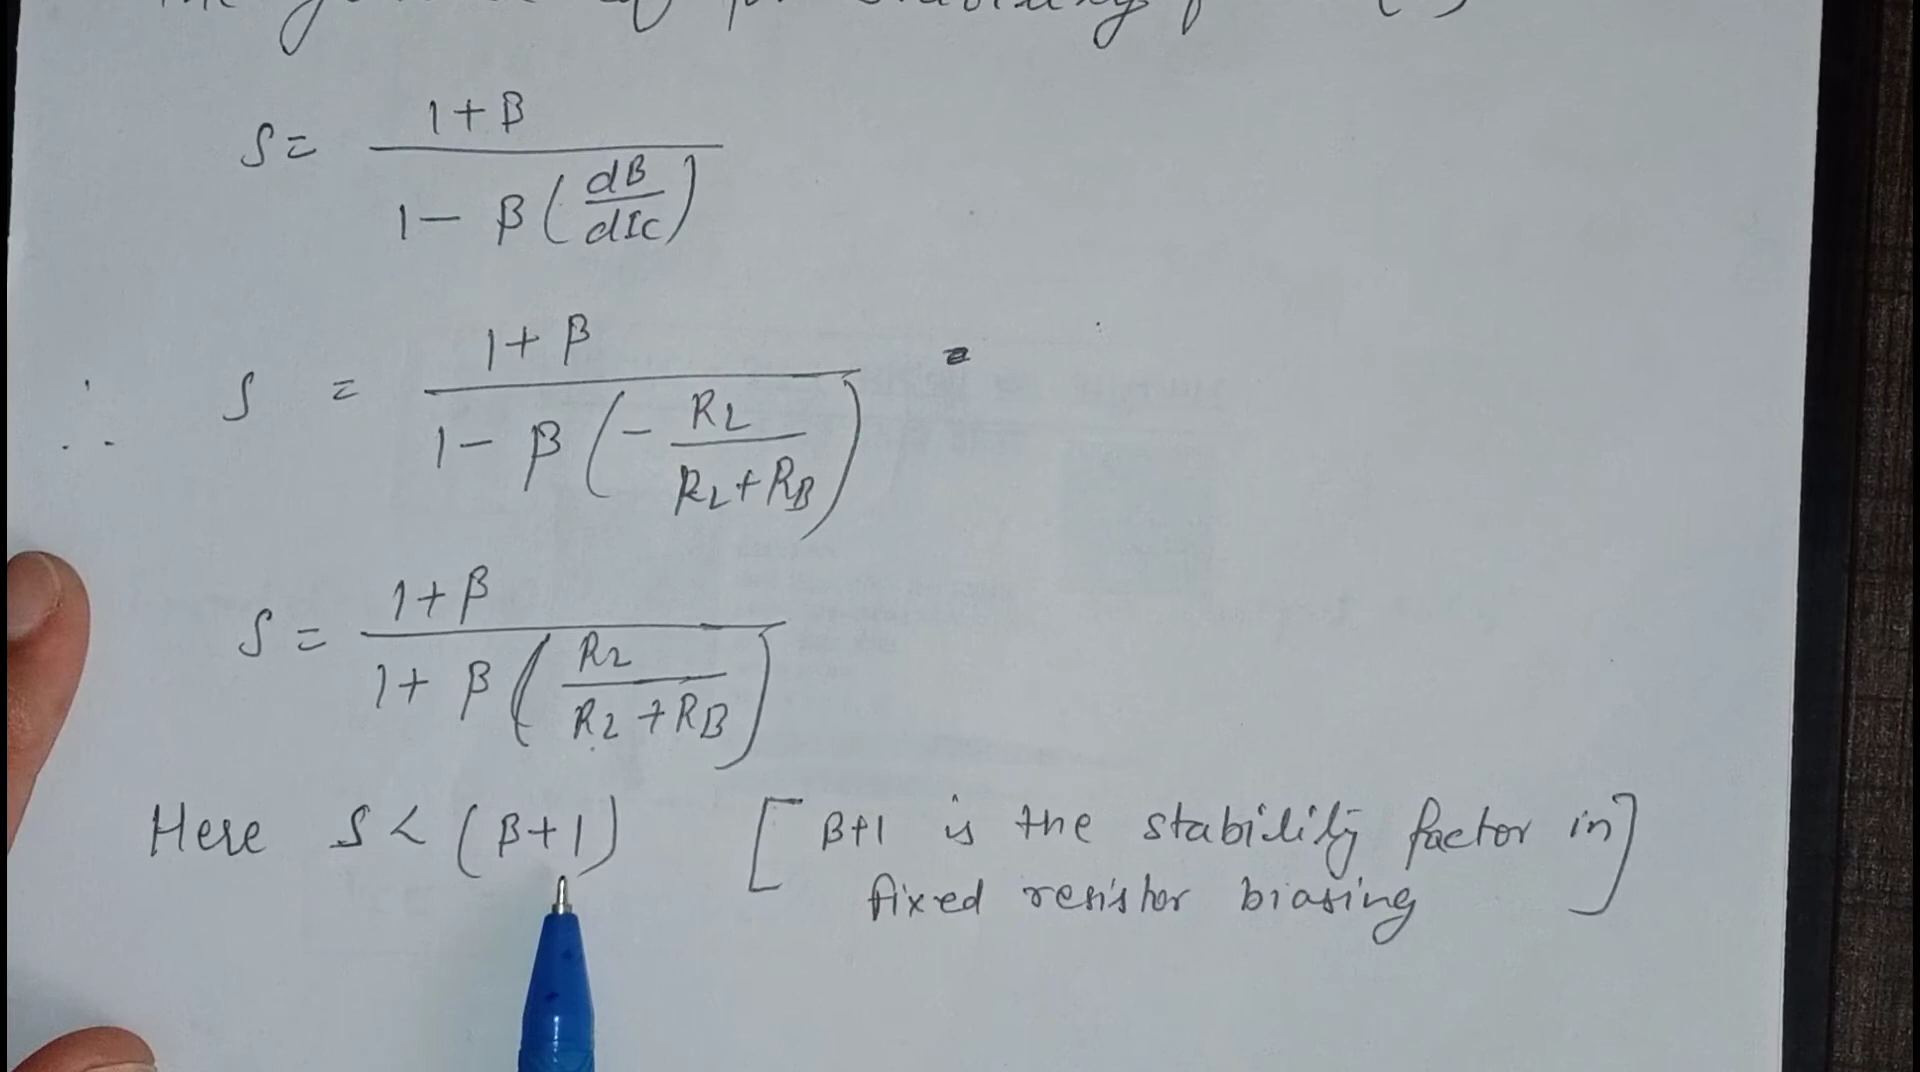 S = 1+β / 1- β (dB / dIc)
∴ S = 1+β / 1- β (- RL / RL+RB) =
S = 1+β / 1+ β (RL / RL+RB)
Here S < (β+1) [ β+1 is the stability factor in ]
fixed resistor biasing